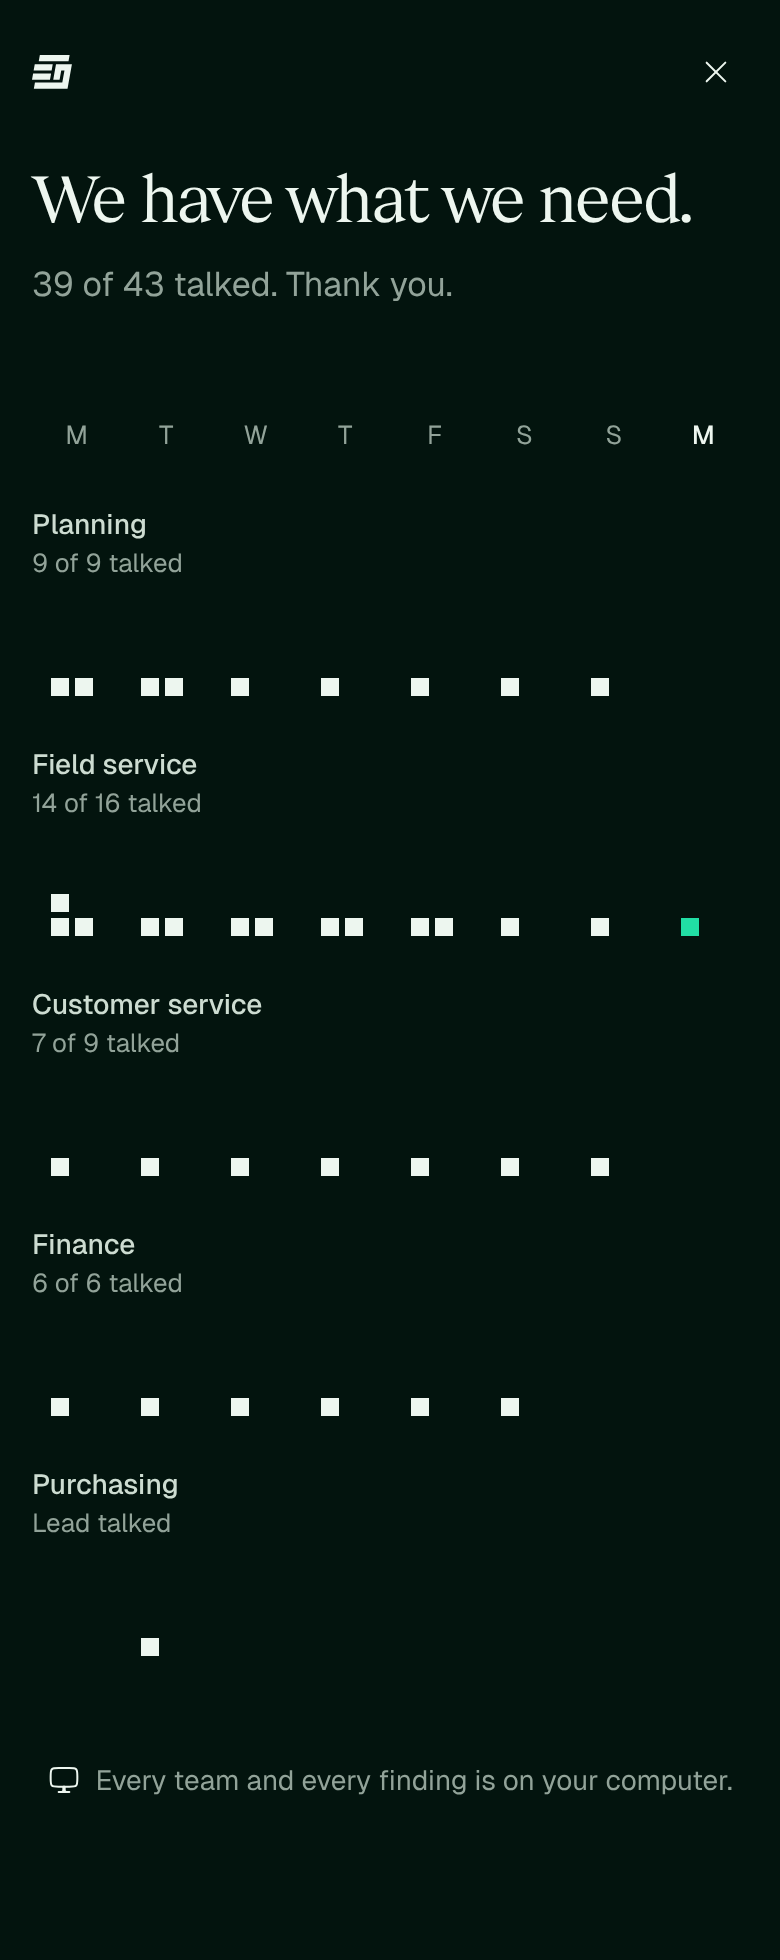 We have what we need.
39 of 43 talked. Thank you.
M T W T F S S M
Planning
9 of 9 talked
Field service
14 of 16 talked
Customer service
7 of 9 talked
Finance
6 of 6 talked
Purchasing
Lead talked
Every team and every finding is on your computer.